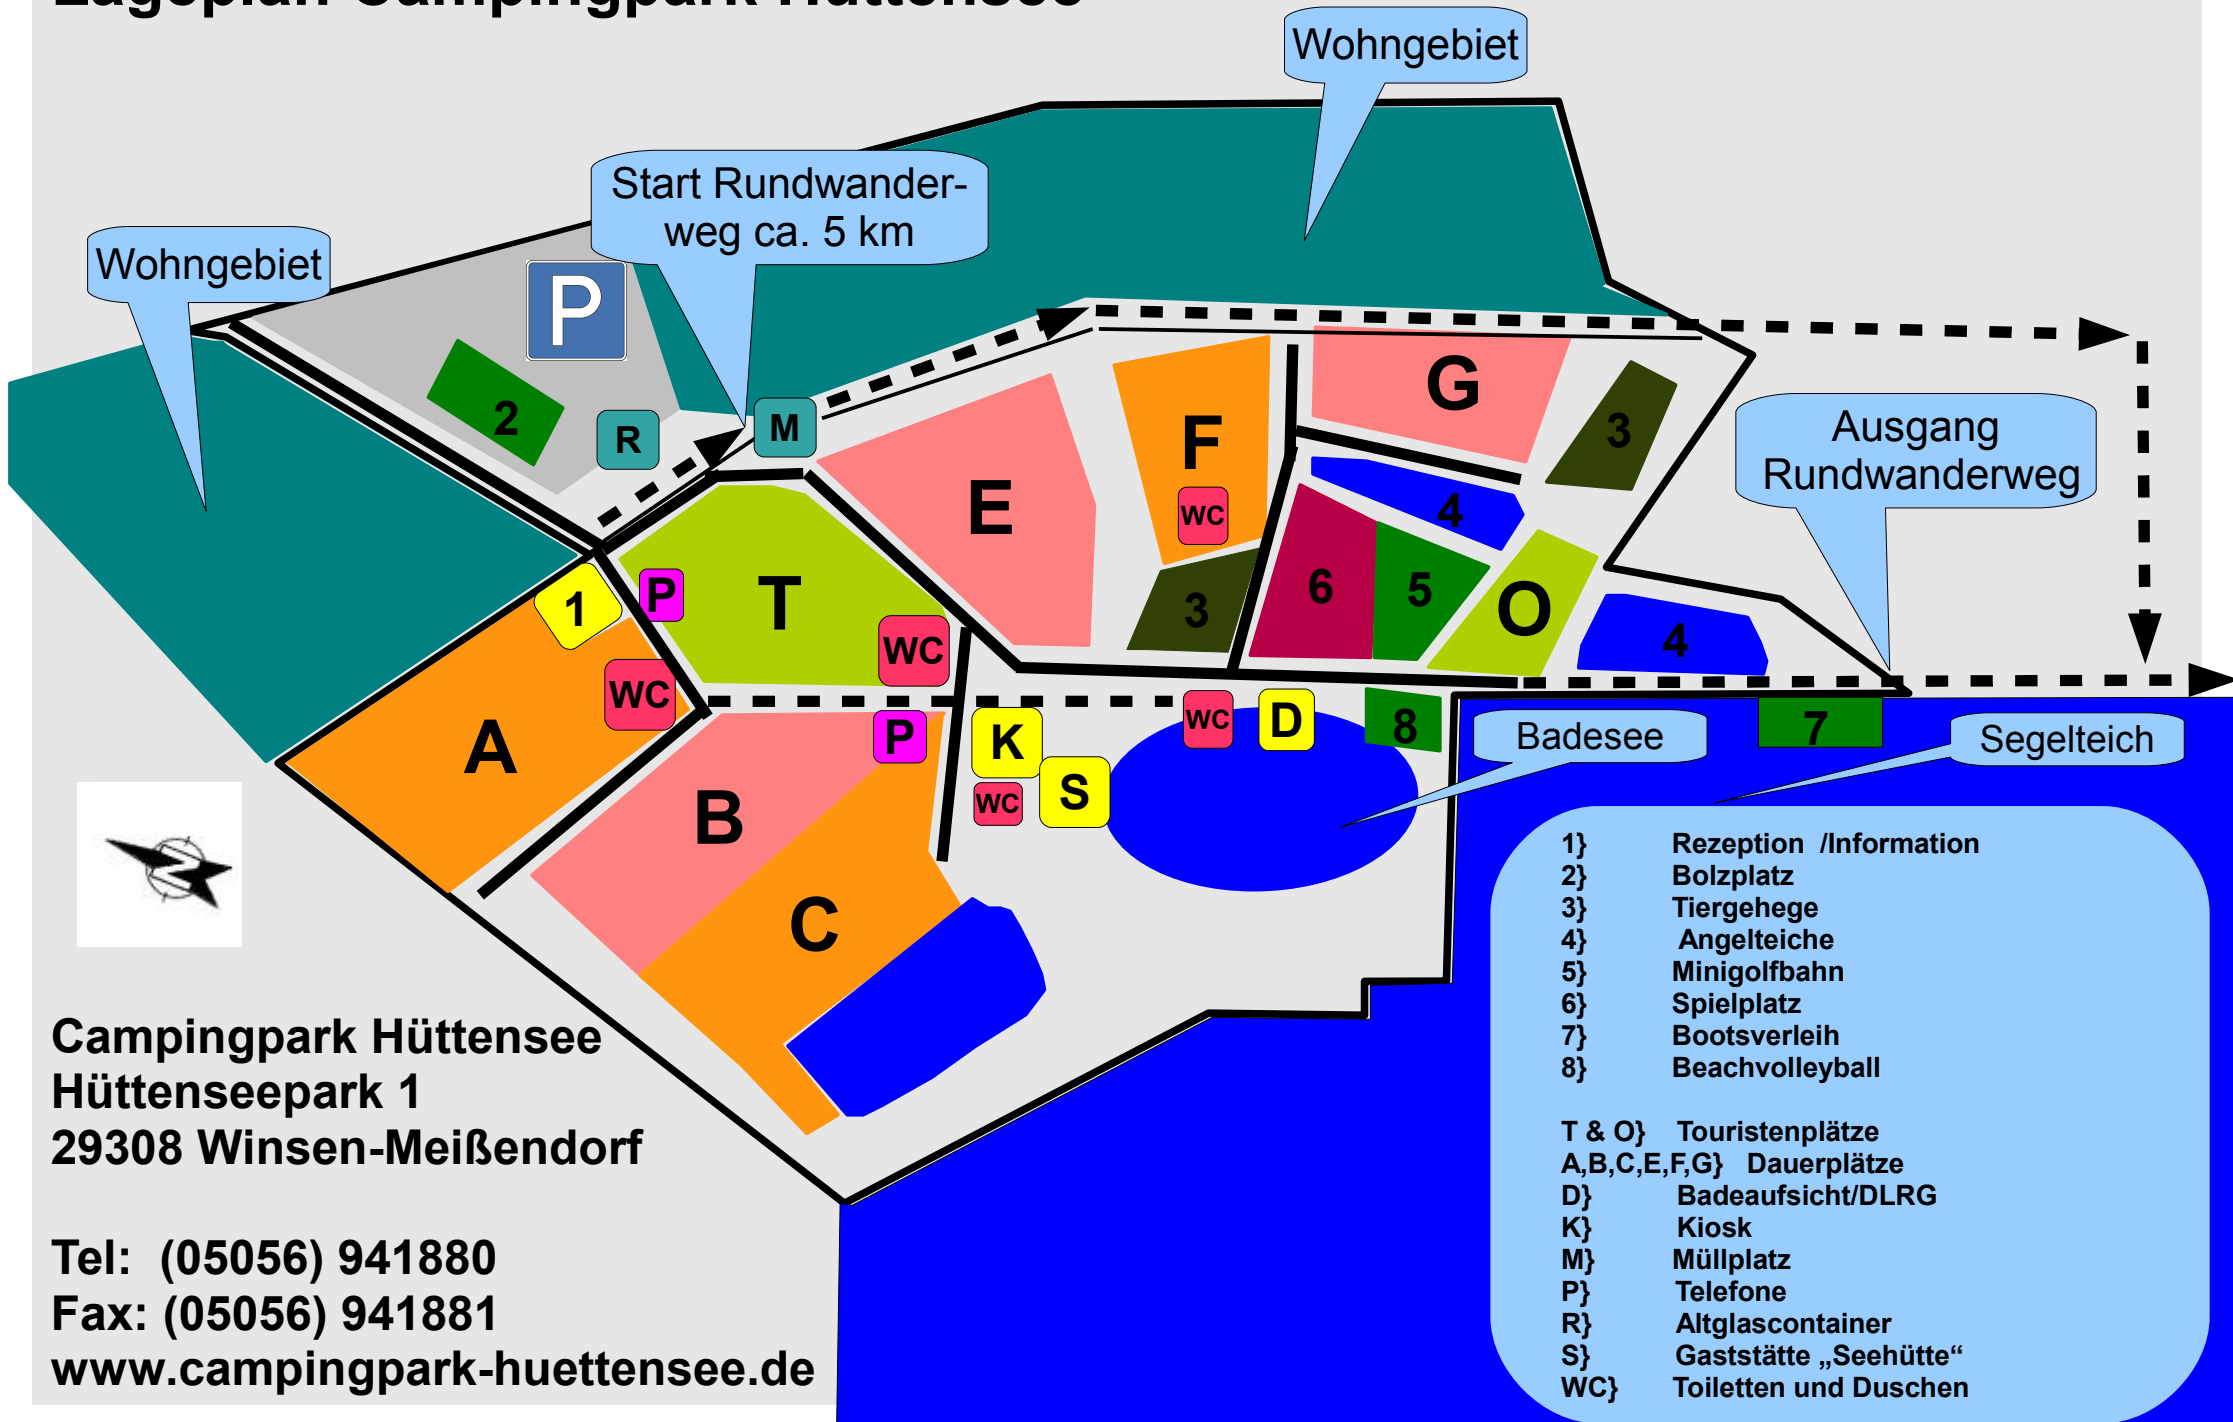 Lageplan Campingpark Hüttensee
Wohngebiet
Start Rundwander-
weg ca. 5 km
Wohngebiet
P
2
R
M
G
F
3
Ausgang
Rundwanderweg
E
WC
4
1
P
T
6
5
O
3
4
WC
WC
A
WC
D
8
7
Badesee
Segelteich
P
K
B
WC
S
C
1} Rezeption /Information
2} Bolzplatz
3} Tiergehege
4} Angelteiche
5} Minigolfbahn
6} Spielplatz
7} Bootsverleih
8} Beachvolleyball
T & O} Touristenplätze
A,B,C,E,F,G} Dauerplätze
D} Badeaufsicht/DLRG
K} Kiosk
M} Müllplatz
P} Telefone
R} Altglascontainer
S} Gaststätte „Seehütte“
WC} Toiletten und Duschen
Campingpark Hüttensee
Hüttenseepark 1
29308 Winsen-Meißendorf
Tel: (05056) 941880
Fax: (05056) 941881
www.campingpark-huettensee.de